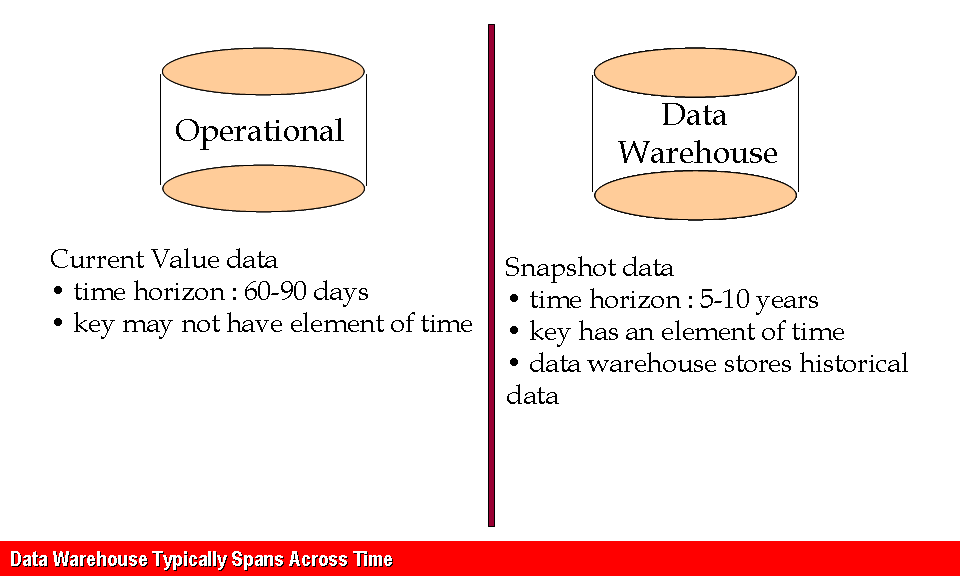 Operational
Data
Warehouse
Current Value data
• time horizon : 60-90 days
• key may not have element of time
Snapshot data
• time horizon : 5-10 years
• key has an element of time
• data warehouse stores historical
data
Data Warehouse Typically Spans Across Time